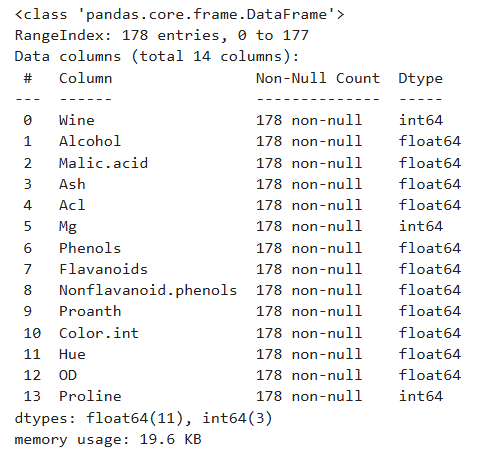 <class 'pandas.core.frame.DataFrame'>
RangeIndex: 178 entries, 0 to 177
Data columns (total 14 columns):
 #   Column                Non-Null Count  Dtype
---  ------                --------------  -----
 0   Wine                  178 non-null    int64
 1   Alcohol               178 non-null    float64
 2   Malic.acid            178 non-null    float64
 3   Ash                   178 non-null    float64
 4   Acl                   178 non-null    float64
 5   Mg                    178 non-null    int64
 6   Phenols               178 non-null    float64
 7   Flavanoids            178 non-null    float64
 8   Nonflavanoid.phenols  178 non-null    float64
 9   Proanth               178 non-null    float64
 10  Color.int             178 non-null    float64
 11  Hue                   178 non-null    float64
 12  OD                    178 non-null    float64
 13  Proline               178 non-null    int64
dtypes: float64(11), int64(3)
memory usage: 19.6 KB